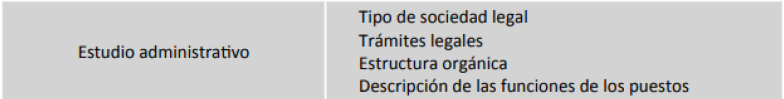 Estudio administrativo
Tipo de sociedad legal
Trámites legales
Estructura orgánica
Descripción de las funciones de los puestos